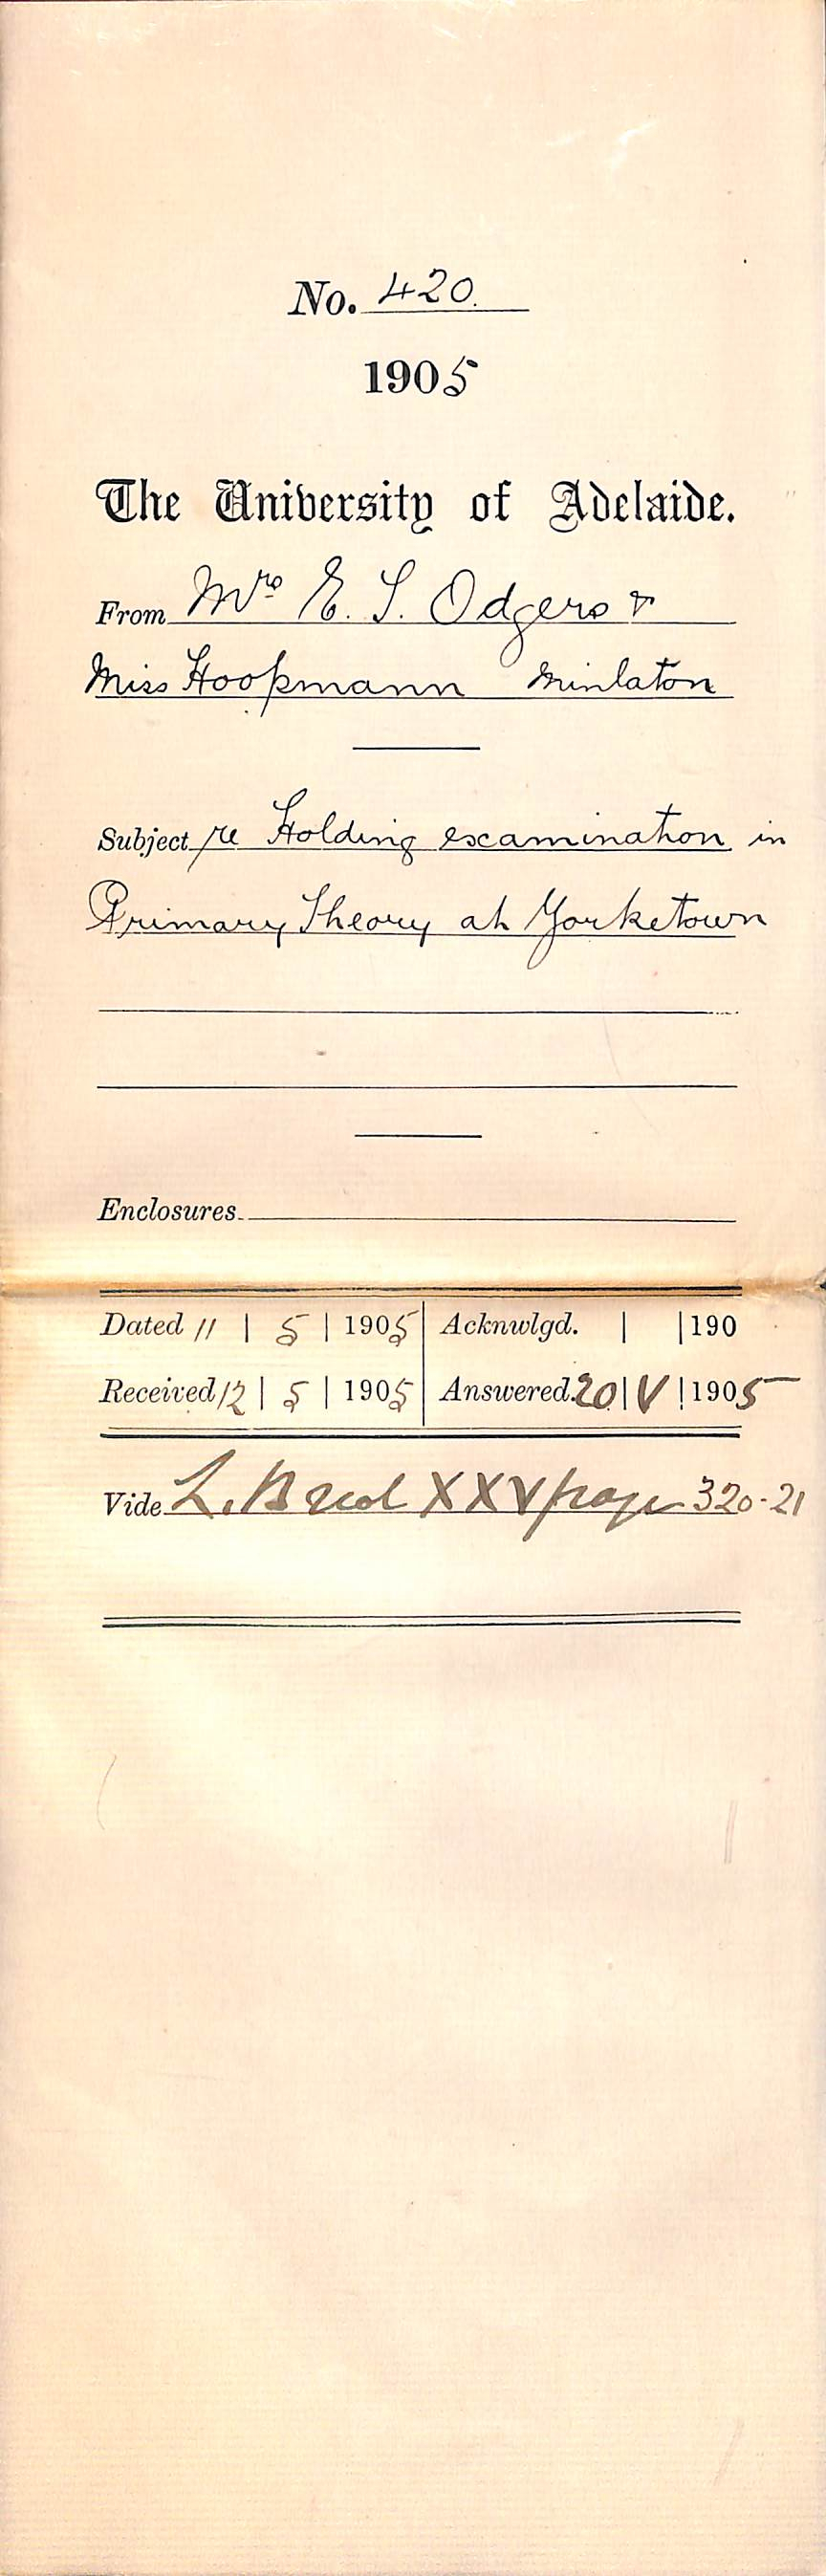 No. 420.
1905
The University of Adelaide.
From Mrs E. S. Odgers &
Miss Hoopmann Minlaton
Subject re Holding examination in
Primary Theory at Yorketown
Enclosures
Dated 11 | 5 | 1905 Acknwlgd. | | 190
Received 12 | 5 | 1905 Answered. 20 | V | 1905
Vide L. B vol XXV page 320-21